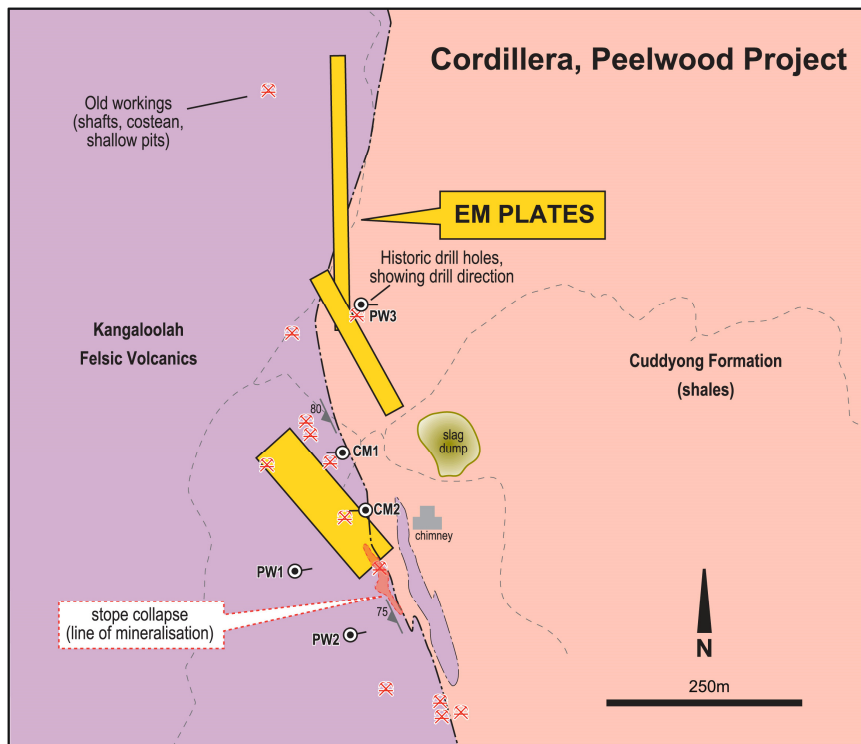 Cordillera, Peelwood Project
Old workings
(shafts, costean,
shallow pits)
EM PLATES
Historic drill holes,
showing drill direction
PW3
Kangaloolah
Felsic Volcanics
Cuddyong Formation
(shales)
80
slag
dump
CM1
CM2
chimney
PW1
stope collapse
(line of mineralisation)
75
PW2
N
250m